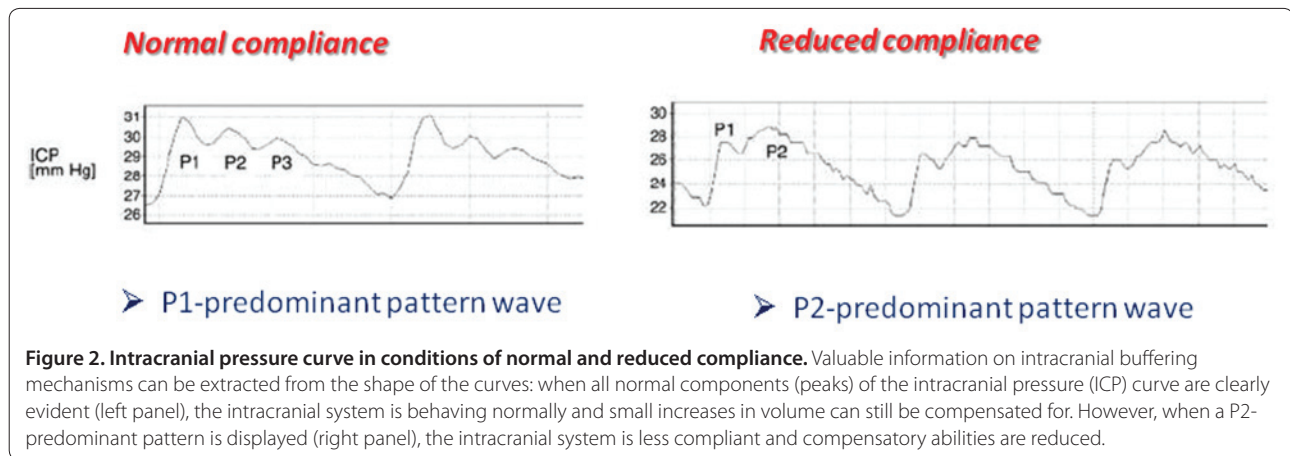 Normal compliance
Reduced compliance
ICP
[mm Hg]
31
30
29
28
27
26
P1
P2
P3
30
28
26
24
22
P1
P2
➢ P1-predominant pattern wave
➢ P2-predominant pattern wave
Figure 2. Intracranial pressure curve in conditions of normal and reduced compliance. Valuable information on intracranial buffering
mechanisms can be extracted from the shape of the curves: when all normal components (peaks) of the intracranial pressure (ICP) curve are clearly
evident (left panel), the intracranial system is behaving normally and small increases in volume can still be compensated for. However, when a P2-
predominant pattern is displayed (right panel), the intracranial system is less compliant and compensatory abilities are reduced.